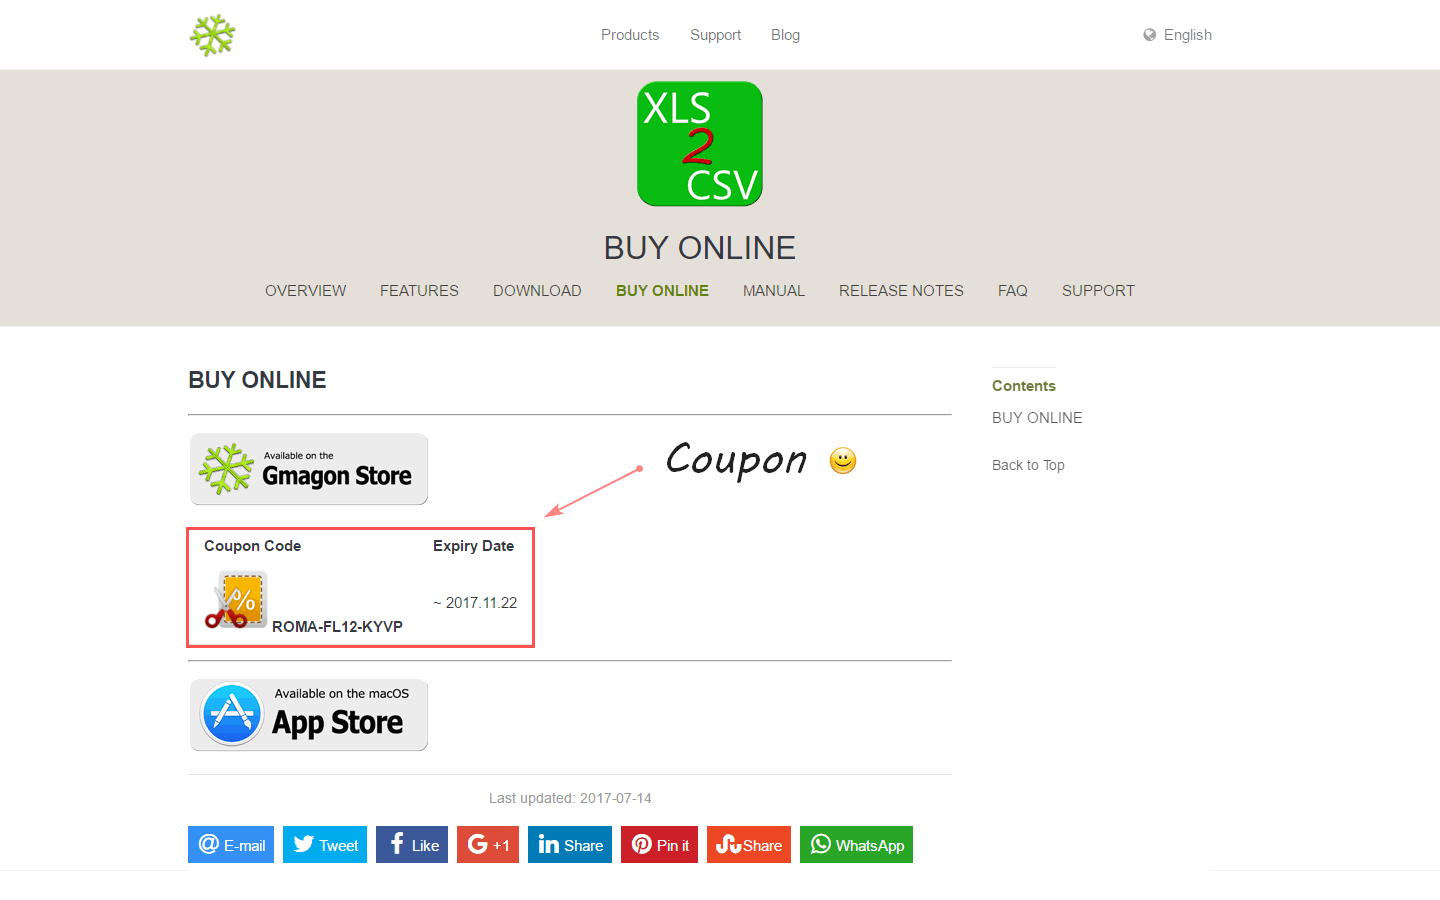 Products Support Blog English
XLS
2
CSV
BUY ONLINE
OVERVIEW FEATURES DOWNLOAD BUY ONLINE MANUAL RELEASE NOTES FAQ SUPPORT
BUY ONLINE
Available on the
Gmagon Store
Coupon
Coupon Code Expiry Date
%
~ 2017.11.22
ROMA-FL12-KYVP
Available on the macOS
App Store
Last updated: 2017-07-14
@ E-mail Tweet f Like G +1 in Share Pin it Share WhatsApp
Contents
BUY ONLINE
Back to Top